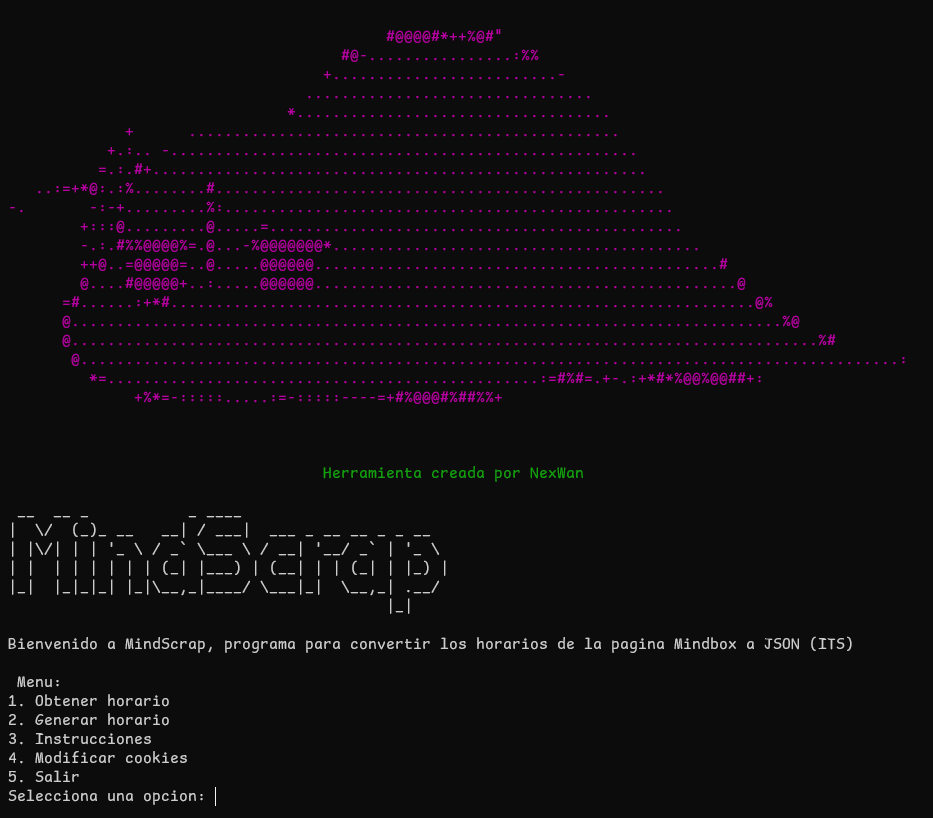 Herramienta creada por NexWan
MindScrap
Bienvenido a MindScrap, programa para convertir los horarios de la pagina Mindbox a JSON (ITS)
Menu:
1. Obtener horario
2. Generar horario
3. Instrucciones
4. Modificar cookies
5. Salir
Selecciona una opcion: